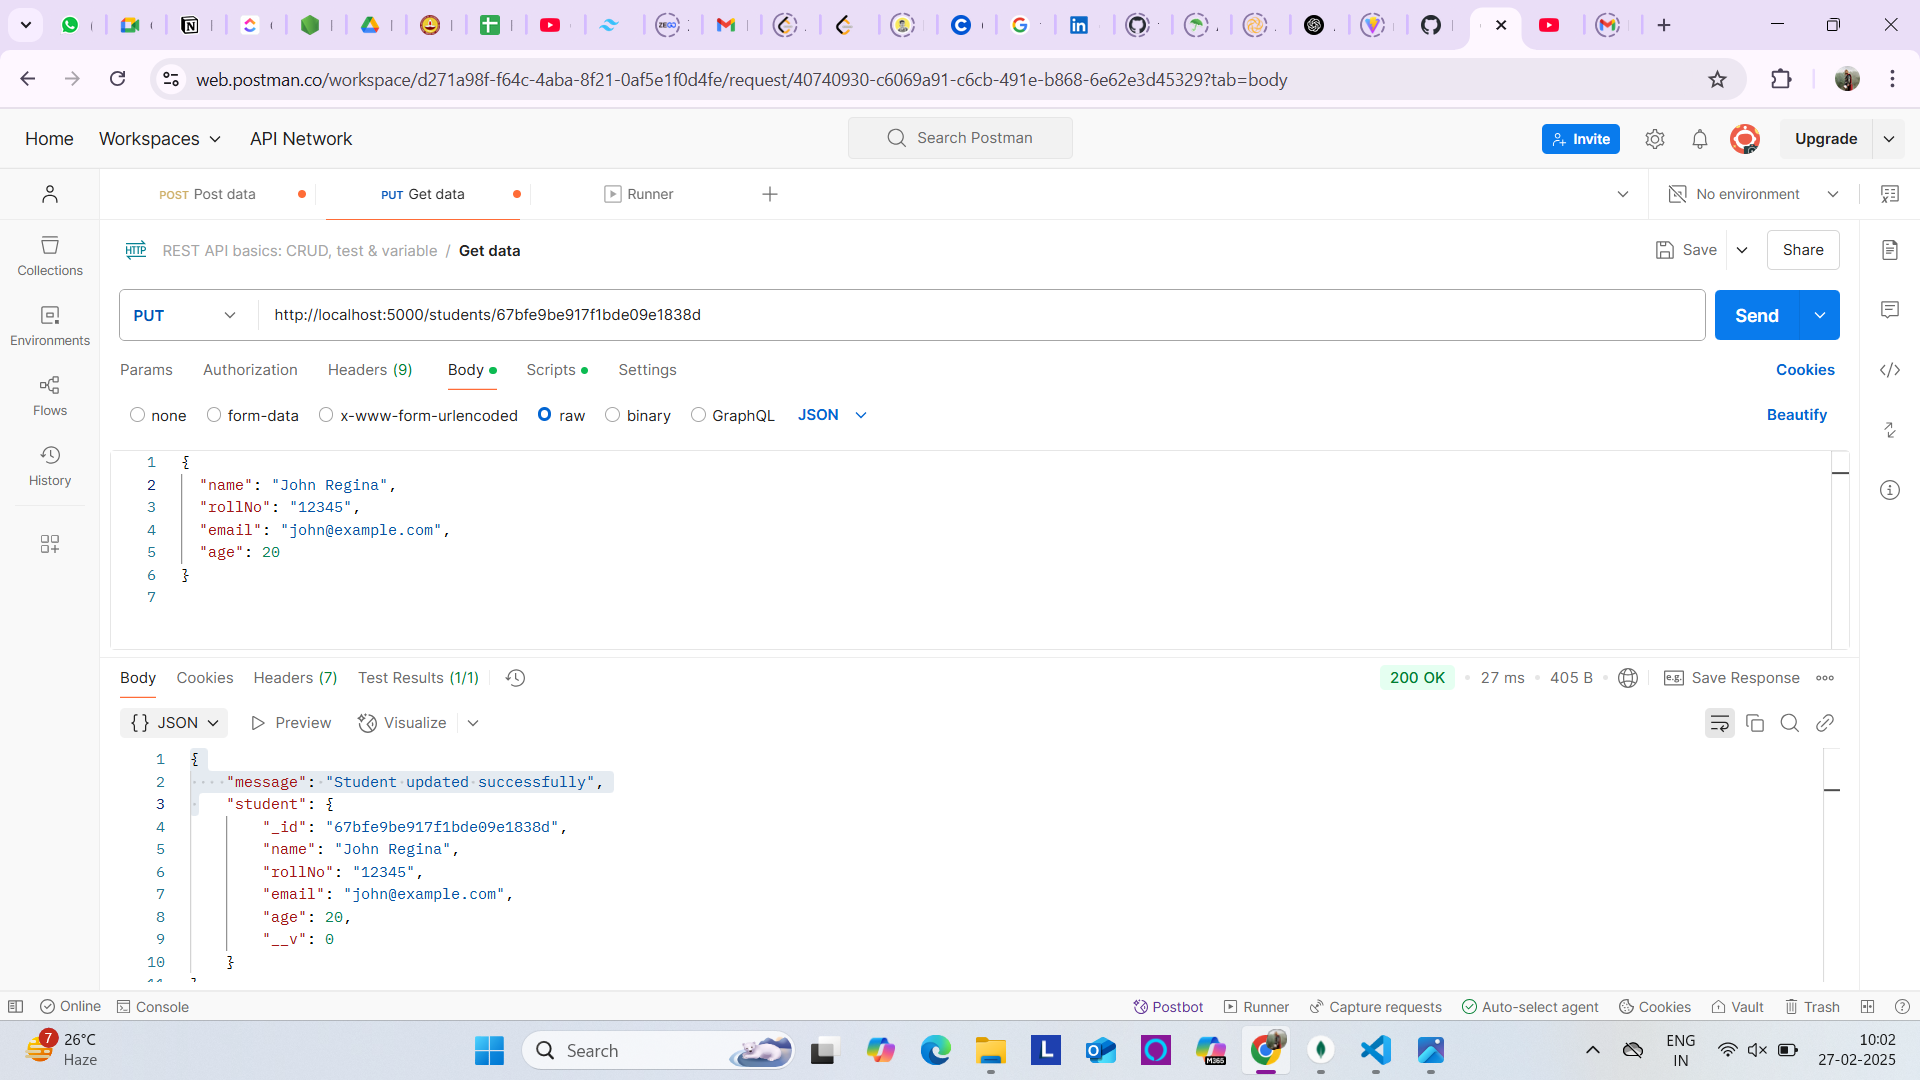 web.postman.co/workspace/d271a98f-f64c-4aba-8f21-0af5e1f0d4fe/request/40740930-c6069a91-c6cb-491e-b868-6e62e3d45329?tab=body
Home Workspaces API Network Search Postman Invite Upgrade
POST Post data PUT Get data Runner No environment
HTTP REST API basics: CRUD, test & variable / Get data Save Share
Collections
Environments
Flows
History
PUT http://localhost:5000/students/67bfe9be917f1bde09e1838d Send
Params Authorization Headers (9) Body Scripts Settings Cookies
none form-data x-www-form-urlencoded raw binary GraphQL JSON Beautify
1 {
2 "name": "John Regina",
3 "rollNo": "12345",
4 "email": "john@example.com",
5 "age": 20
6 }
7
Body Cookies Headers (7) Test Results (1/1) 200 OK 27 ms 405 B e.g. Save Response
{} JSON Preview Visualize
1 {
2 "message": "Student updated successfully",
3 "student": {
4 "_id": "67bfe9be917f1bde09e1838d",
5 "name": "John Regina",
6 "rollNo": "12345",
7 "email": "john@example.com",
8 "age": 20,
9 "__v": 0
10 }
Online Console Postbot Runner Capture requests Auto-select agent Cookies Vault Trash
7 26°C
Haze
Search
M365
ENG
IN
10:02
27-02-2025